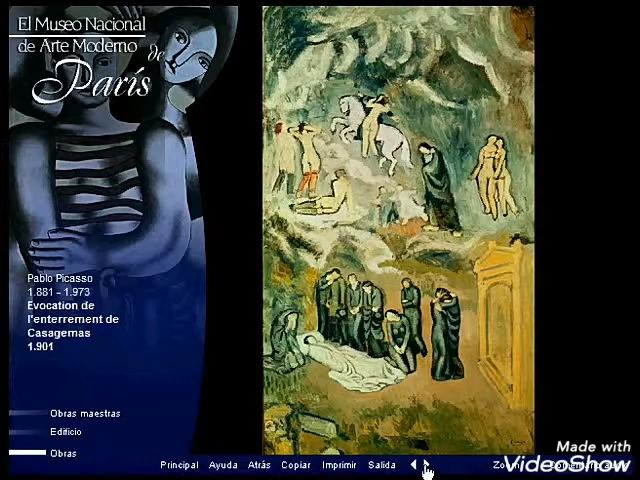 El Museo Nacional
de Arte Moderno
de
París
Pablo Picasso
1.881 - 1.973
Evocation de
l'enterrement de
Casagemas
1.901
Obras maestras
Edificio
Obras
Principal Ayuda Atrás Copiar Imprimir Salida Zoom
Made with
VideoShow